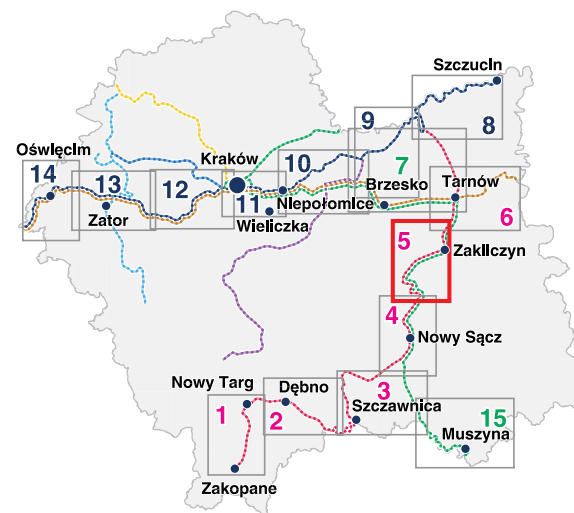 SzczucIn
9
8
OśwIęcIm
14
13
12
Kraków
10
7
11
NIepołomIce
Brzesko
Tarnów
Zator
WIelIczka
6
5
ZaklIczyn
4
Nowy Sącz
Nowy Targ
Dębno
3
1
2
Szczawnica
15
Muszyna
Zakopane